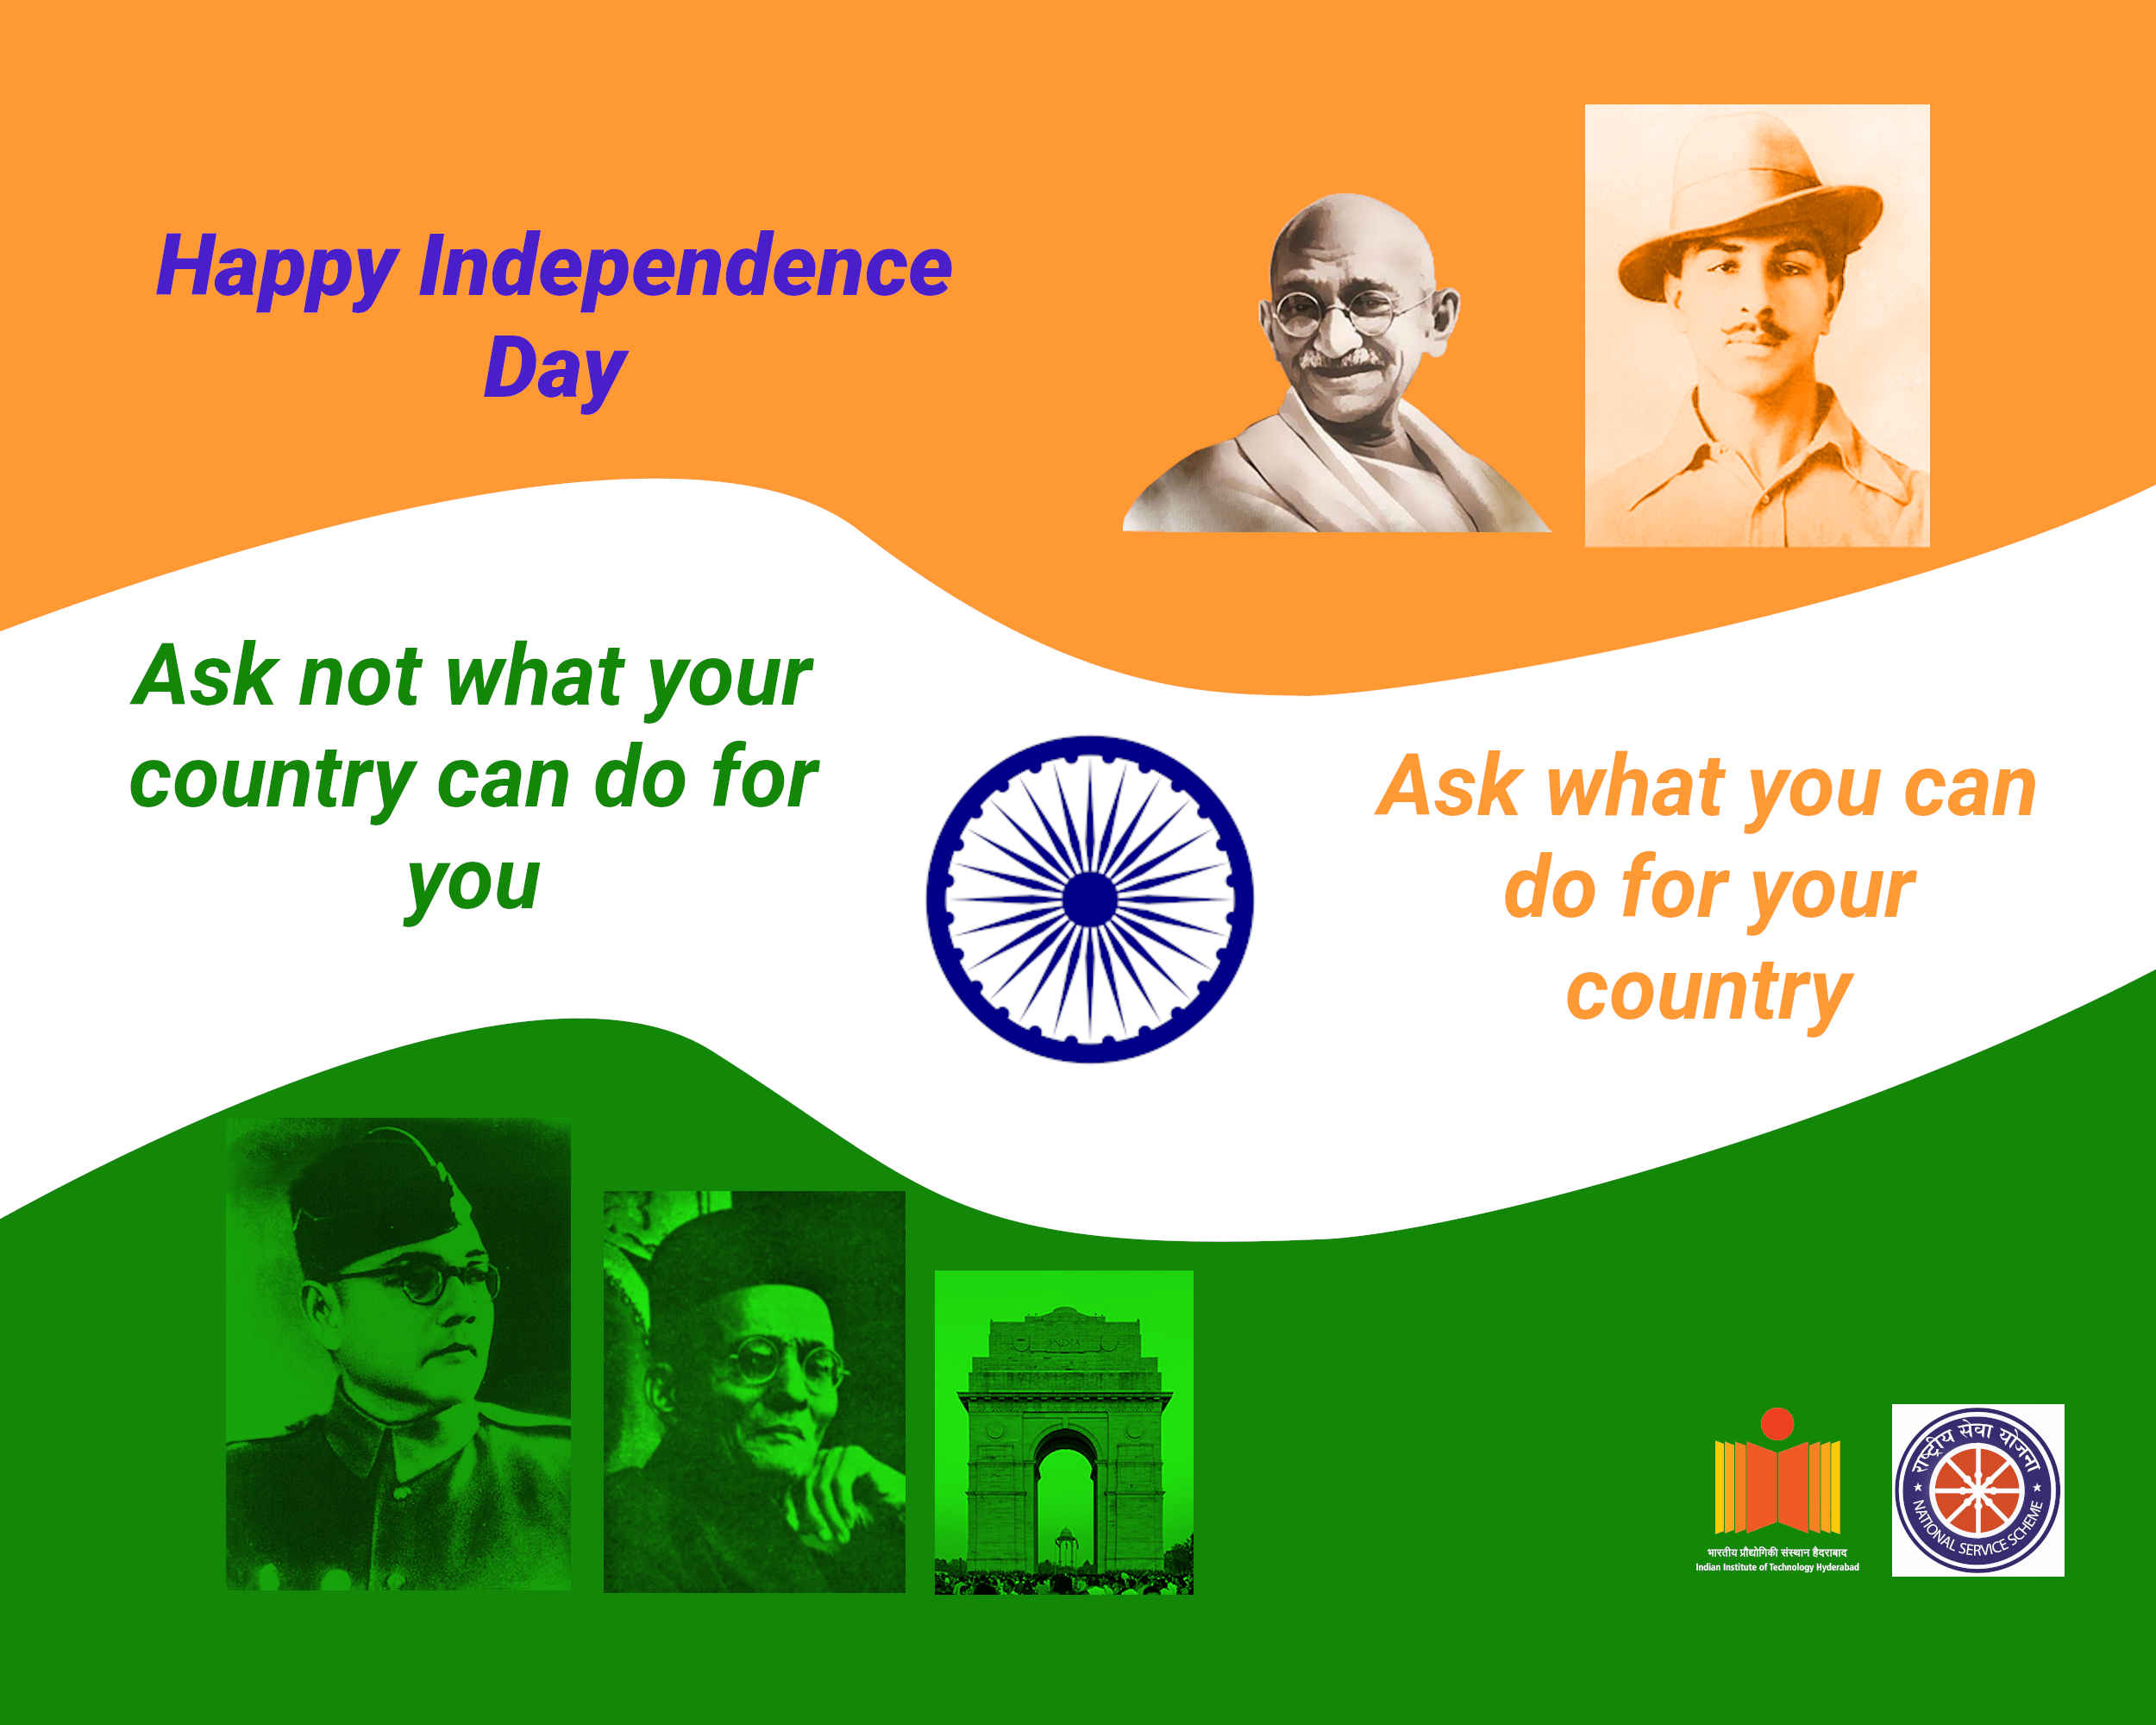 Happy Independence
Day
Ask not what your
country can do for
you
Ask what you can
do for your
country
भारतीय प्रौद्योगिकी संस्थान हैदराबाद
Indian Institute of Technology Hyderabad
राष्ट्रीय सेवा योजना
NATIONAL SERVICE SCHEME
INDIA